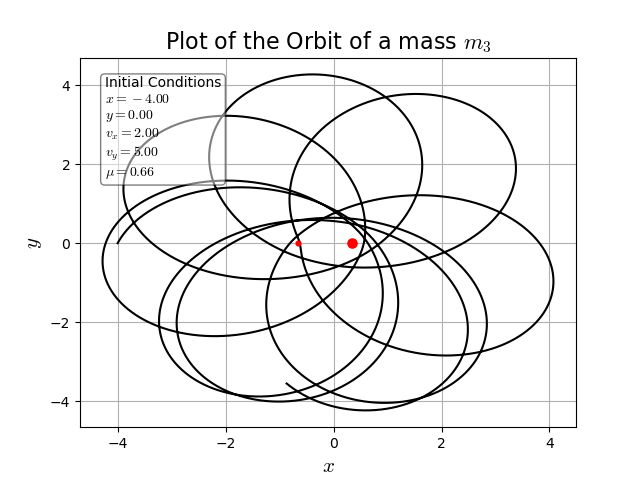 Plot of the Orbit of a mass m₃
Initial Conditions
x = −4.00
y = 0.00
vₓ = 2.00
v_y = 5.00
μ = 0.66
4
2
0
−2
−4
y
−4
−2
0
2
4
x